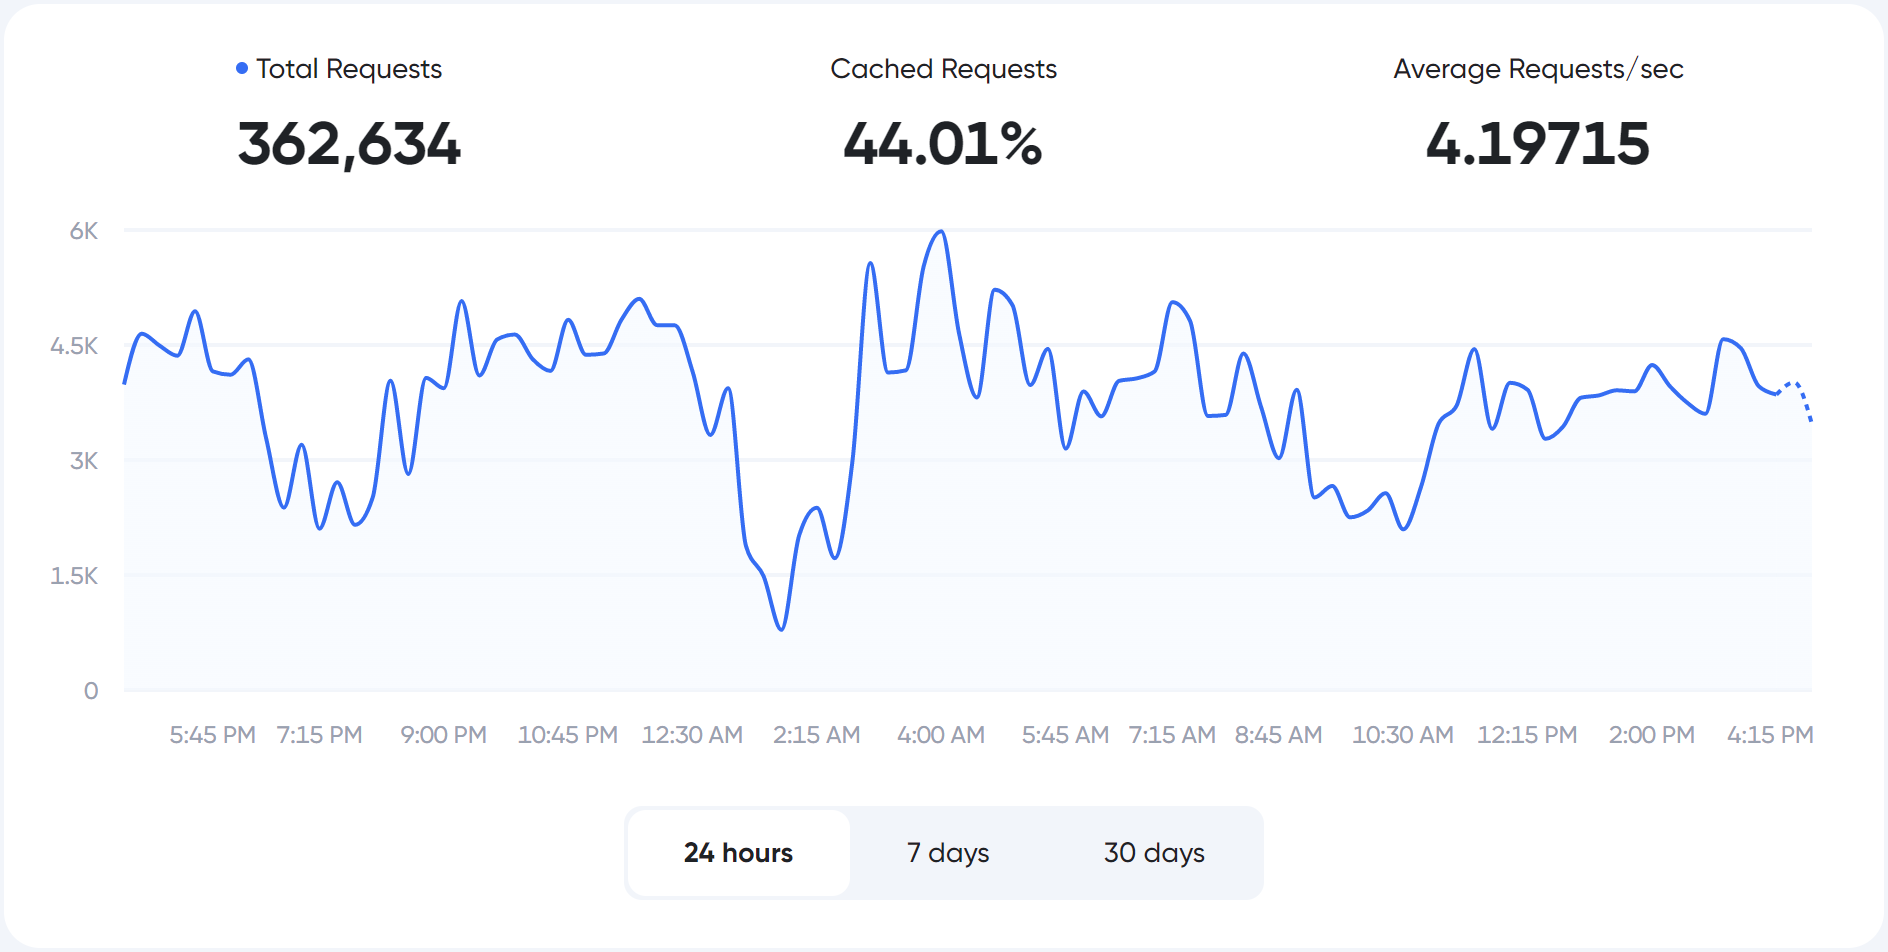 Total Requests
Cached Requests
Average Requests/sec
362,634
44.01%
4.19715
6K
4.5K
3K
1.5K
0
5:45 PM 7:15 PM 9:00 PM 10:45 PM 12:30 AM 2:15 AM 4:00 AM 5:45 AM 7:15 AM 8:45 AM 10:30 AM 12:15 PM 2:00 PM 4:15 PM
24 hours
7 days
30 days